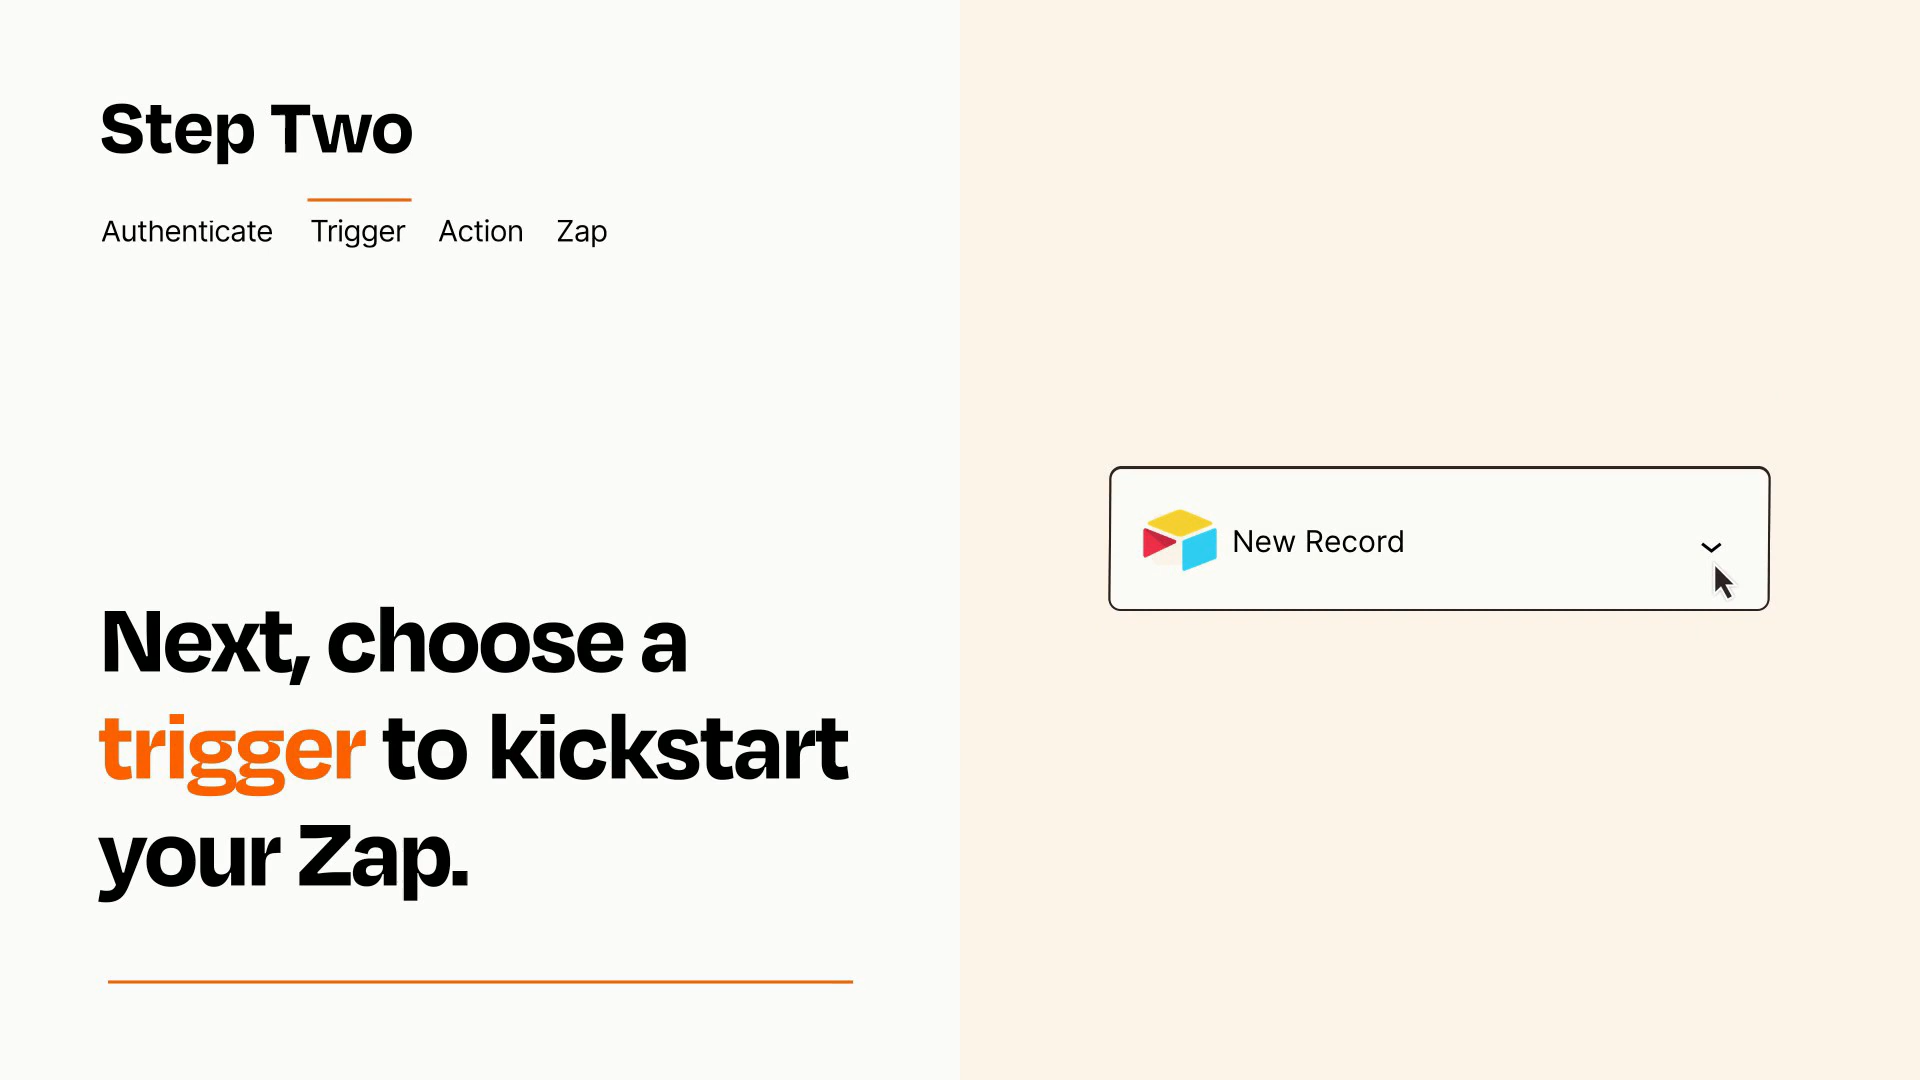 Step Two
Authenticate Trigger Action Zap
Next, choose a
trigger to kickstart
your Zap.
New Record